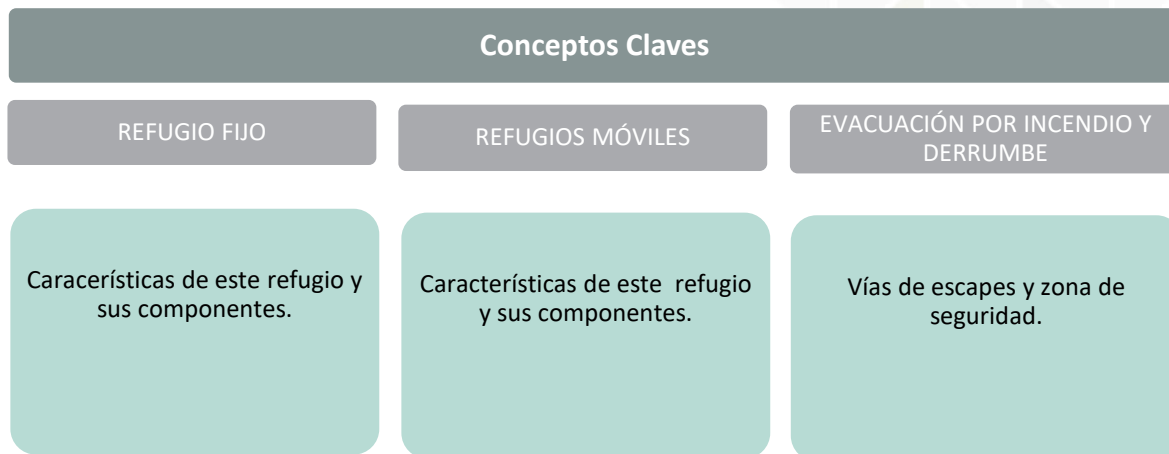 Conceptos Claves
REFUGIO FIJO
REFUGIOS MÓVILES
EVACUACIÓN POR INCENDIO Y
DERRUMBE
Caracerísticas de este refugio y
sus componentes.
Características de este refugio
y sus componentes.
Vías de escapes y zona de
seguridad.